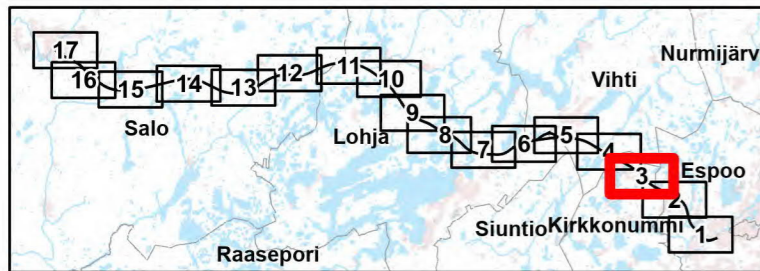 17
16
15
14
13
12
11
10
9
8
7
6
5
4
3
2
1
Nurmijärv
Vihti
Salo
Lohja
Espoo
Siuntio
Kirkkonummi
Raasepori